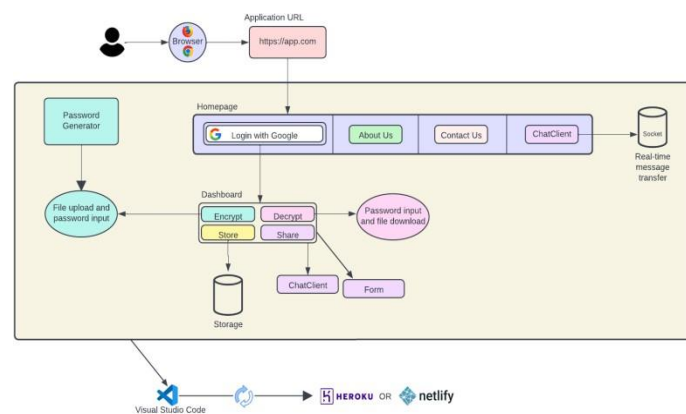 Application URL
Browser
https://app.com
Homepage
Password
Generator
Login with Google
About Us
Contact Us
ChatClient
Socket
Real-time
message
transfer
Dashboard
File upload and
password input
Encrypt
Decrypt
Store
Share
Password input
and file download
ChatClient
Form
Storage
Visual Studio Code
HEROKU OR netlify